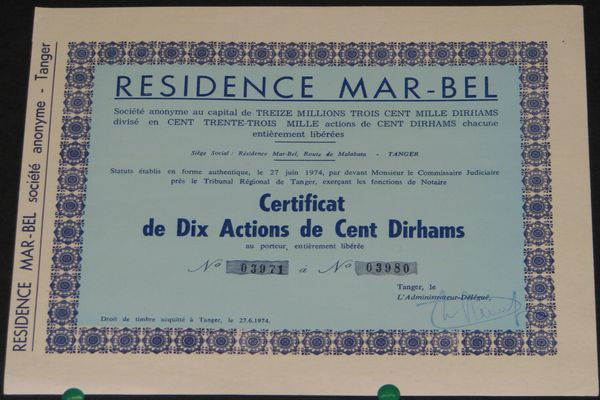 RESIDENCE MAR-BEL société anonyme - Tanger
RESIDENCE MAR-BEL
Société anonyme au capital de TREIZE MILLIONS TROIS CENT MILLE DIRHAMS
divisé en CENT TRENTE-TROIS MILLE actions de CENT DIRHAMS chacune
entièrement libérées
Siège Social : Résidence Mar-Bel, Route de Malabata - TANGER
Statuts établis en forme authentique, le 27 juin 1974, par devant Monsieur le Commissaire Judiciaire
près le Tribunal Régional de Tanger, exerçant les fonctions de Notaire
Certificat
de Dix Actions de Cent Dirhams
au porteur, entièrement libérée
No 03971 à No 03980
Tanger, le
L'Administrateur-Délégué,
Droit de timbre acquitté à Tanger, le 27.6.1974.